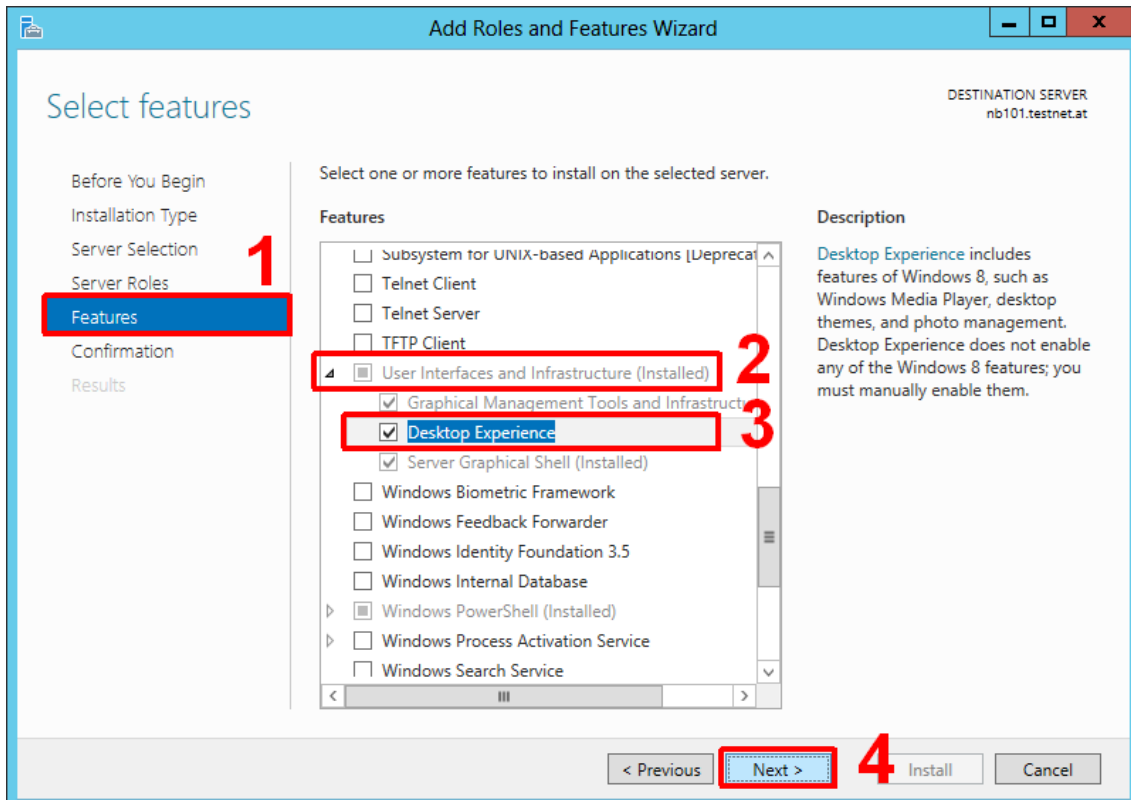 Add Roles and Features Wizard
Select features
DESTINATION SERVER
nb101.testnet.at
Before You Begin
Installation Type
Server Selection
Server Roles
Features
Confirmation
Results
1
Select one or more features to install on the selected server.
Features
Subsystem for UNIX-based Applications [Deprecat
Telnet Client
Telnet Server
TFTP Client
User Interfaces and Infrastructure (Installed)
2
Graphical Management Tools and Infrastructu
Desktop Experience
3
Server Graphical Shell (Installed)
Windows Biometric Framework
Windows Feedback Forwarder
Windows Identity Foundation 3.5
Windows Internal Database
Windows PowerShell (Installed)
Windows Process Activation Service
Windows Search Service
Description
Desktop Experience includes
features of Windows 8, such as
Windows Media Player, desktop
themes, and photo management.
Desktop Experience does not enable
any of the Windows 8 features; you
must manually enable them.
< Previous
Next >
4
Install
Cancel